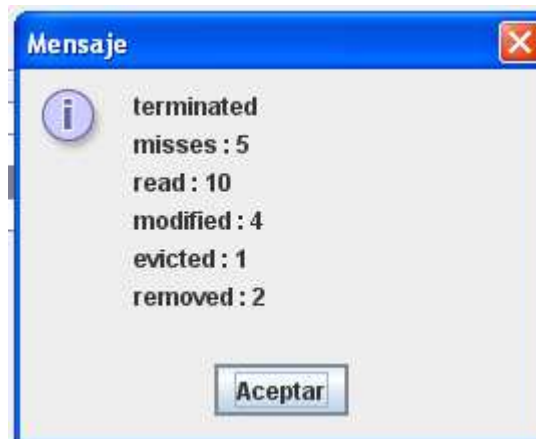 Mensaje
terminated
misses : 5
read : 10
modified : 4
evicted : 1
removed : 2
Aceptar